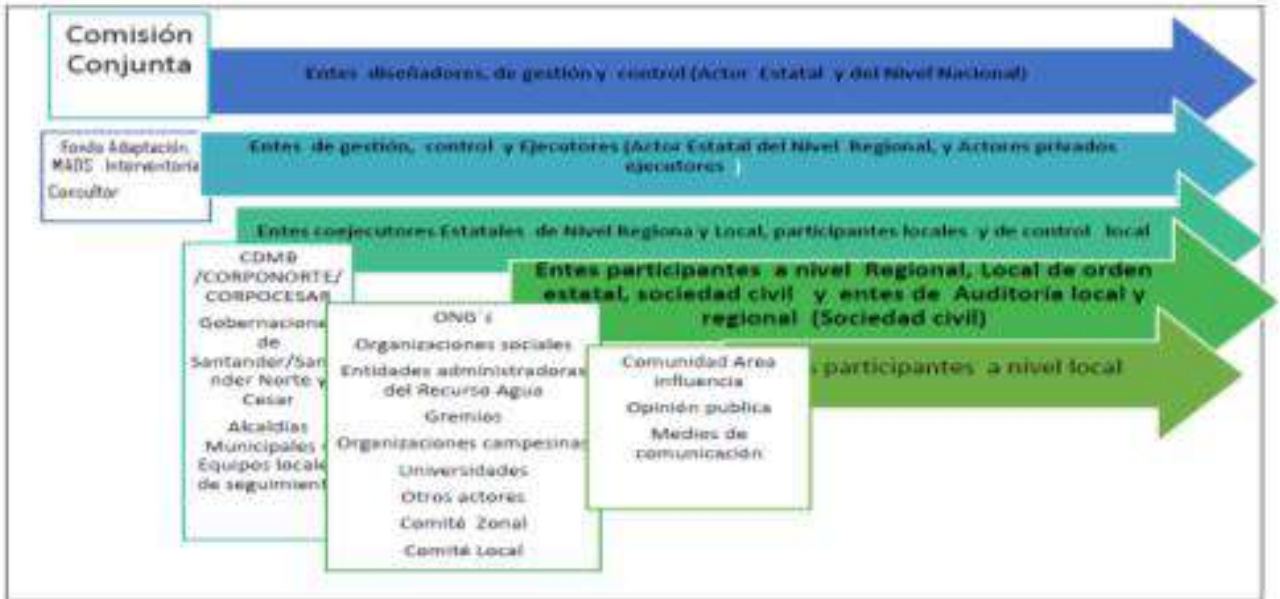 Comisión
Conjunta
Entes diseñadores, de gestión y control (Actor Estatal y del Nivel Nacional)
Fondo Adaptación
MADS Interventoria
Consultor
Entes de gestión, control y Ejecutores (Actor Estatal del Nivel Regional, y Actores privados
ejecutores )
Entes coejecutores Estatales de Nivel Regiona y Local, participantes locales y de control local
CDMB
/CORPONORTE/
CORPOCESAR
Gobernacione
de
Santander/San
nder Norte y
Cesar
Alcaldías
Municipales
Equipos locale
de seguimient
Entes participantes a nivel Regional, Local de orden
estatal, sociedad civil y entes de Auditoría local y
regional (Sociedad civil)
ONG´s
Organizaciones sociales
Entidades administradoras
del Recurso Agua
Gremios
Organizaciones campesinas
Universidades
Otros actores
Comité Zonal
Comité Local
s participantes a nivel local
Comunidad Area
influencia
Opinión publica
Medios de
comunicación